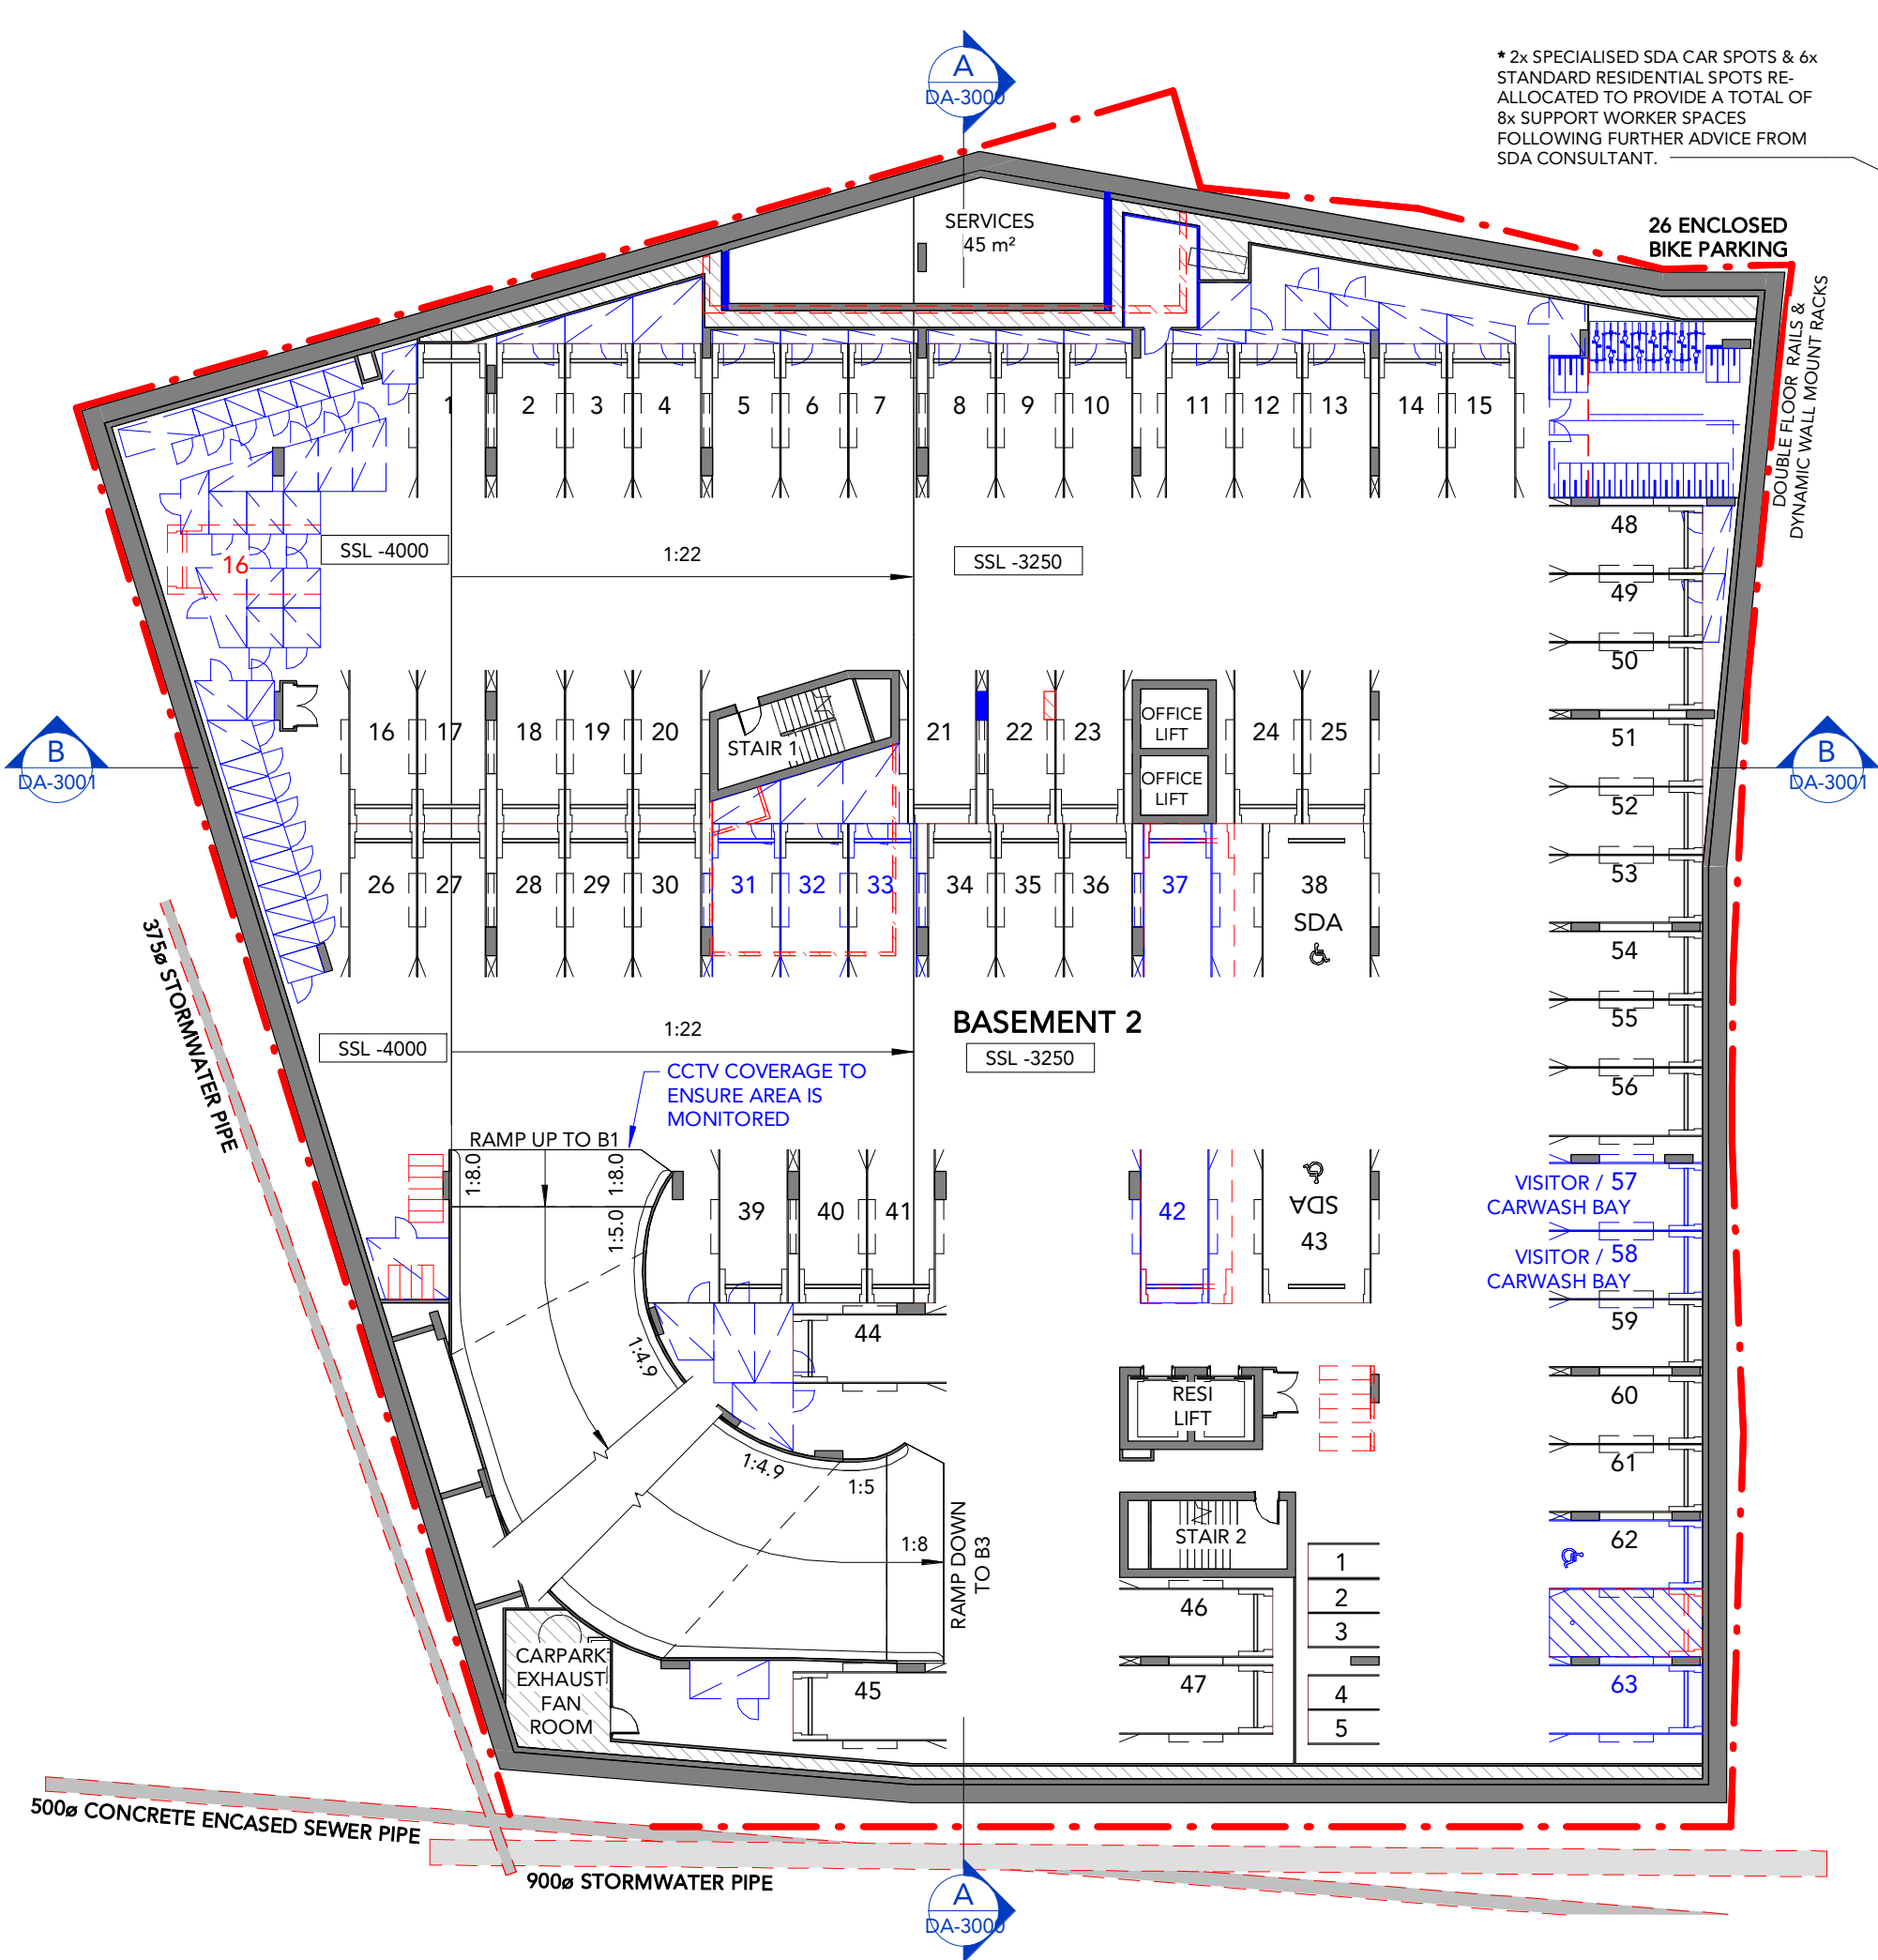 A
DA-3000
* 2x SPECIALISED SDA CAR SPOTS & 6x
STANDARD RESIDENTIAL SPOTS RE-
ALLOCATED TO PROVIDE A TOTAL OF
8x SUPPORT WORKER SPACES
FOLLOWING FURTHER ADVICE FROM
SDA CONSULTANT.
SERVICES
45 m²
26 ENCLOSED
BIKE PARKING
DOUBLE FLOOR RAILS &
DYNAMIC WALL MOUNT RACKS
1
2
3
4
5
6
7
8
9
10
11
12
13
14
15
48
16
SSL -4000
1:22
SSL -3250
49
50
16
17
18
19
20
STAIR 1
21
22
23
OFFICE
LIFT
OFFICE
LIFT
24
25
51
B
DA-3001
B
DA-3001
52
53
26
27
28
29
30
31
32
33
34
35
36
37
38
SDA
54
375ø STORMWATER PIPE
SSL -4000
1:22
BASEMENT 2
SSL -3250
55
56
CCTV COVERAGE TO
ENSURE AREA IS
MONITORED
RAMP UP TO B1
1:8.0
1:8.0
1:5.0
1:4.9
39
40
41
42
SDA
43
VISITOR / 57
CARWASH BAY
VISITOR / 58
CARWASH BAY
59
44
RESI
LIFT
60
61
1:4.9
1:5
1:8
RAMP DOWN
TO B3
STAIR 2
62
1
2
3
4
5
46
47
45
63
CARPARK
EXHAUST
FAN
ROOM
500ø CONCRETE ENCASED SEWER PIPE
900ø STORMWATER PIPE
A
DA-3000